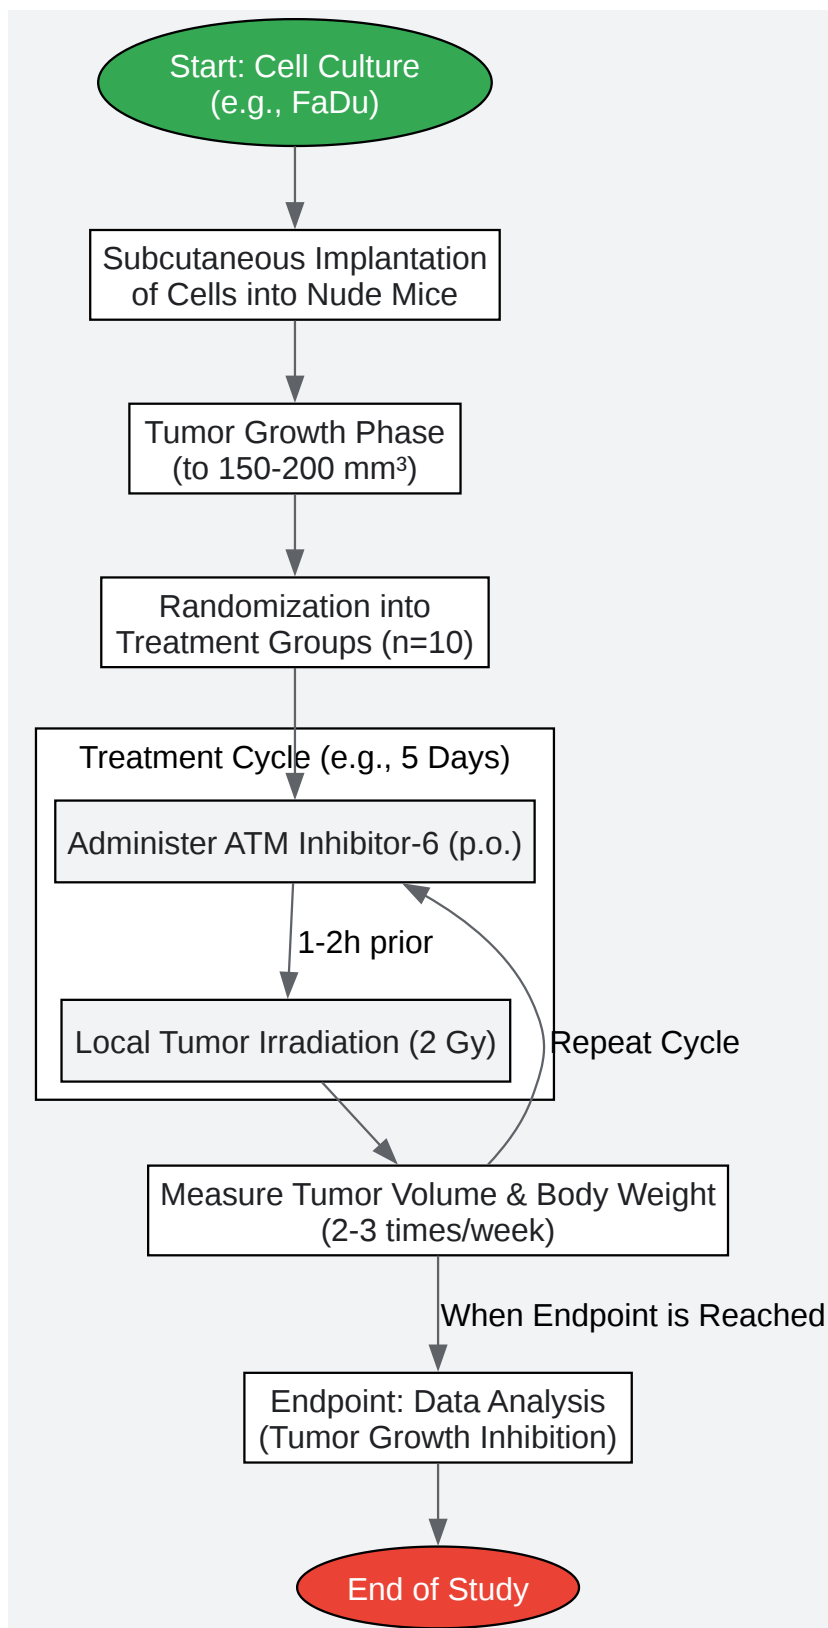 Start: Cell Culture
(e.g., FaDu)
Subcutaneous Implantation
of Cells into Nude Mice
Tumor Growth Phase
(to 150-200 mm³)
Randomization into
Treatment Groups (n=10)
Treatment Cycle (e.g., 5 Days)
Administer ATM Inhibitor-6 (p.o.)
1-2h prior
Local Tumor Irradiation (2 Gy)
Repeat Cycle
Measure Tumor Volume & Body Weight
(2-3 times/week)
When Endpoint is Reached
Endpoint: Data Analysis
(Tumor Growth Inhibition)
End of Study